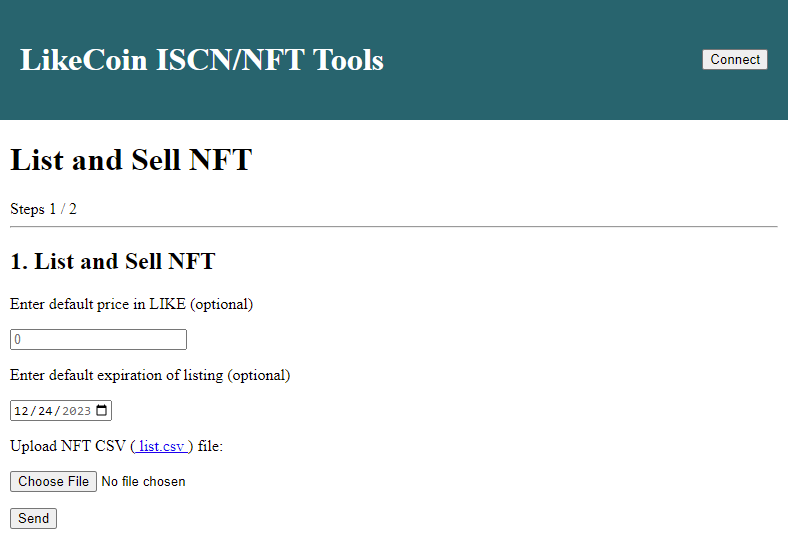 LikeCoin ISCN/NFT Tools
Connect
List and Sell NFT
Steps 1 / 2
1. List and Sell NFT
Enter default price in LIKE (optional)
0
Enter default expiration of listing (optional)
12/24/2023
Upload NFT CSV ( list.csv ) file:
Choose File No file chosen
Send